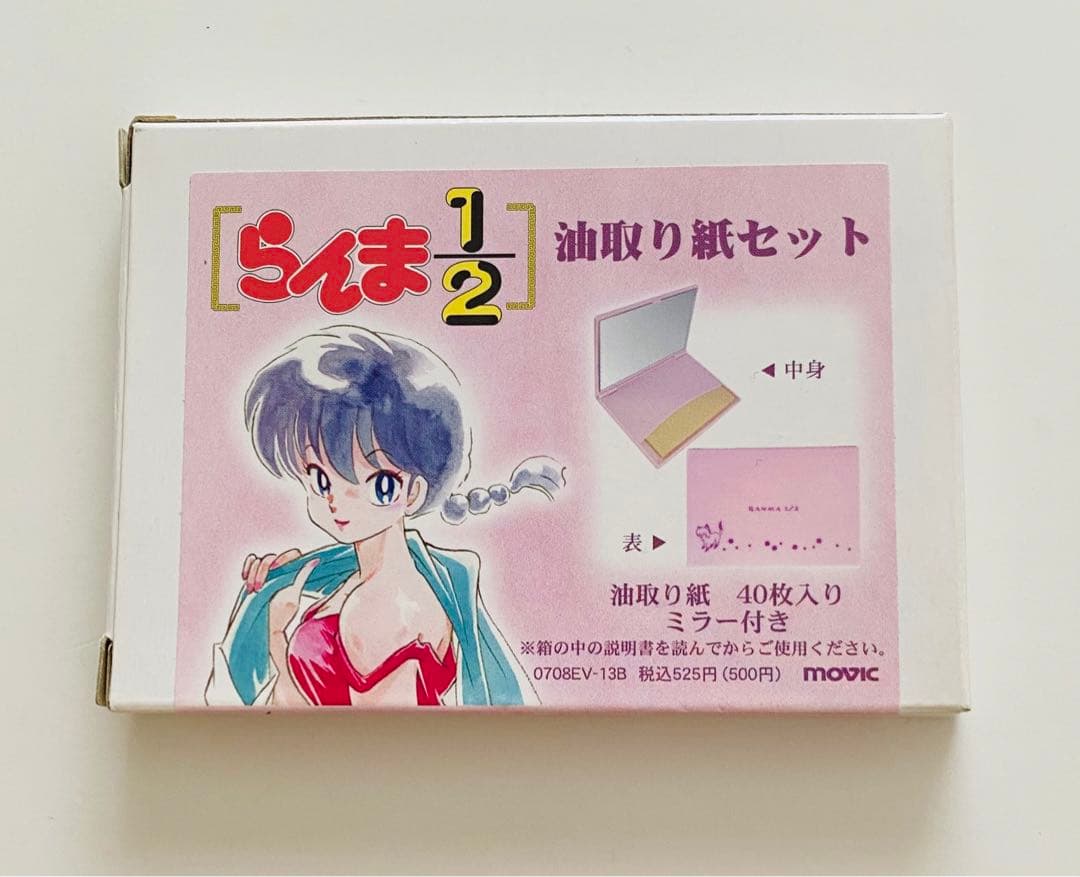 らんま1/2
油取り紙セット
◀ 中身
RANMA 1/2
表 ▶
油取り紙 40枚入り
ミラー付き
※箱の中の説明書を読んでからご使用ください。
0708EV-13B 税込525円(500円) movic